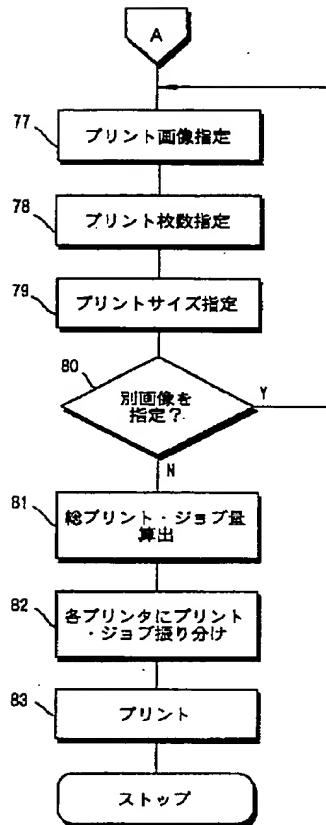 A
77
プリント画像指定
78
プリント枚数指定
79
プリントサイズ指定
80
別画像を
指定?
Y
N
81
総プリント・ジョブ量
算出
82
各プリンタにプリント
・ジョブ振り分け
83
プリント
ストップ